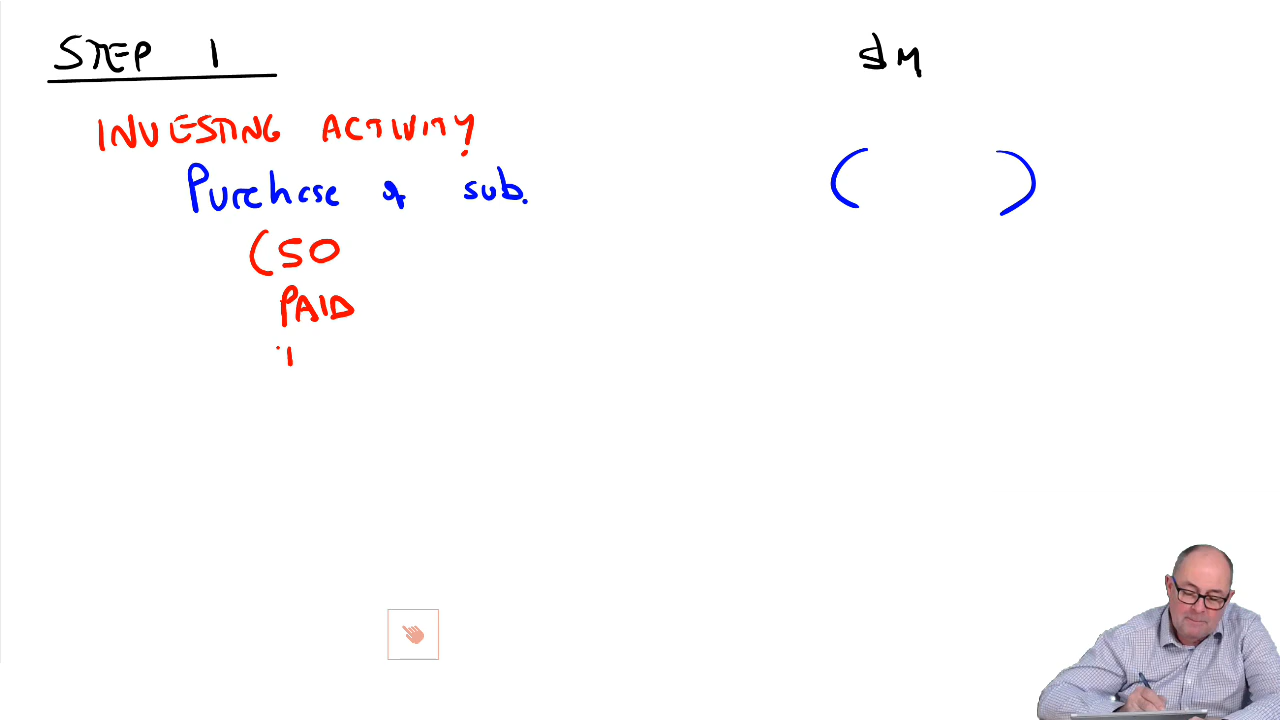 STEP 1
$M
INVESTING ACTIVITY?
Purchase of sub. ( )
(50
PAID